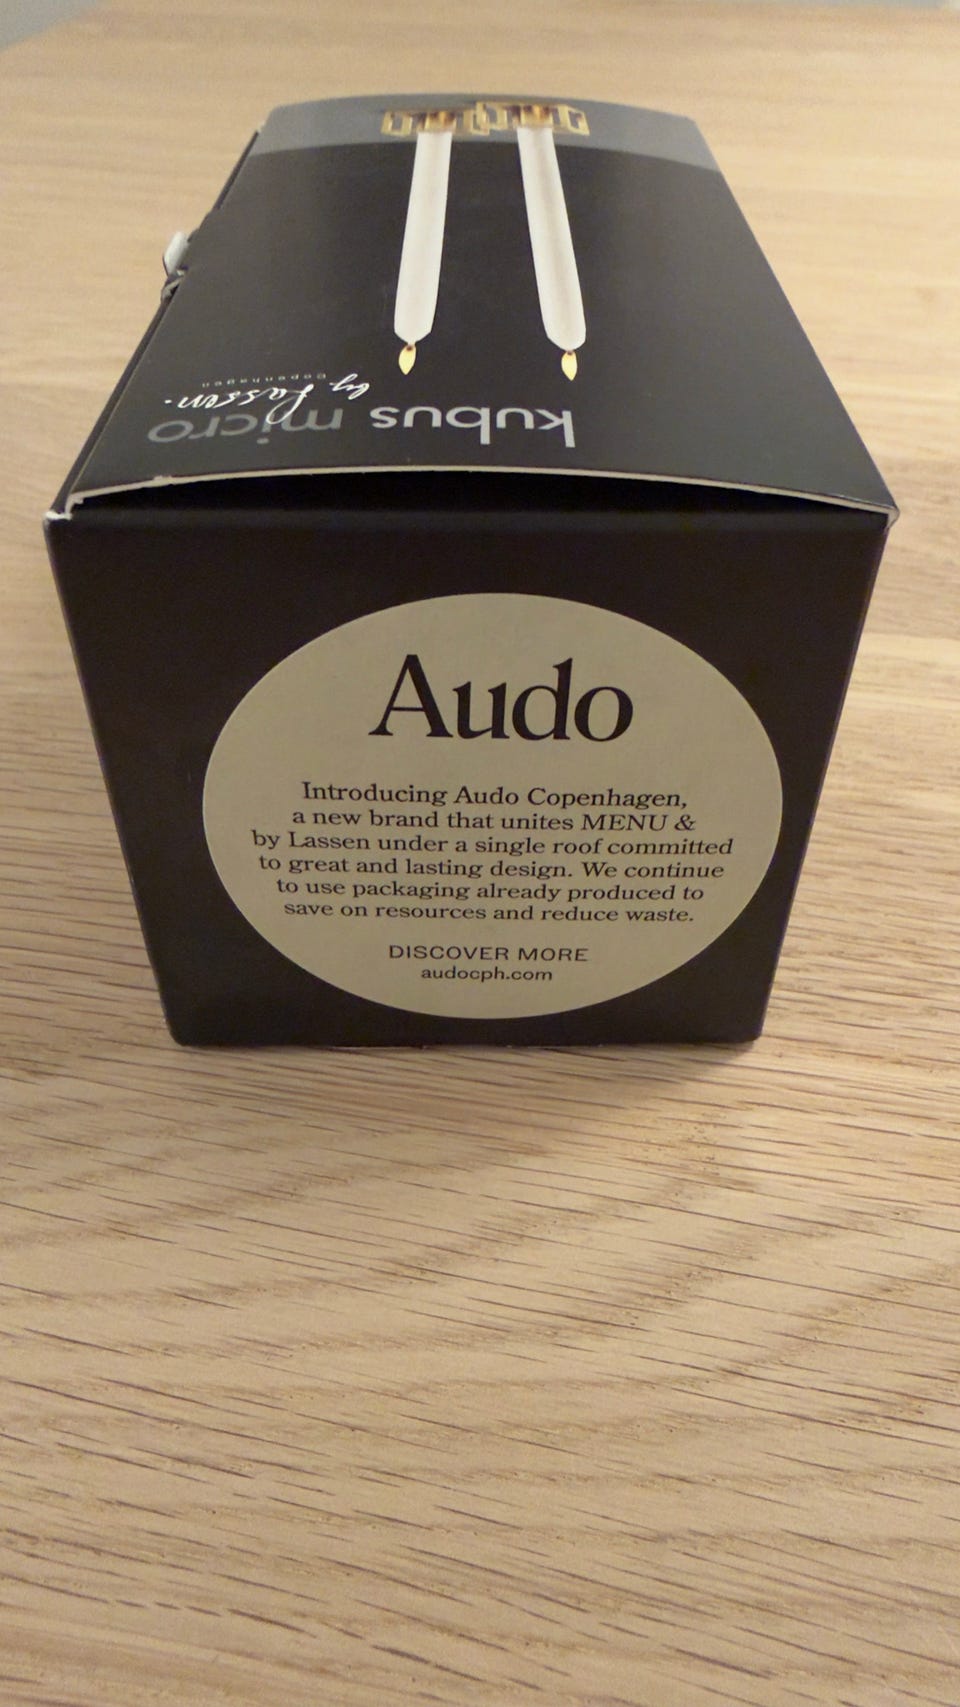 kubus micro
by Lassen.
Copenhagen
Audo
Introducing Audo Copenhagen,
a new brand that unites MENU &
by Lassen under a single roof committed
to great and lasting design. We continue
to use packaging already produced to
save on resources and reduce waste.
DISCOVER MORE
audocph.com